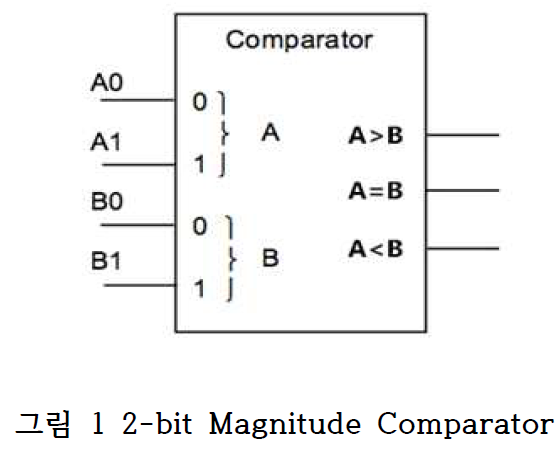 Comparator
A0
0
A1
1
A
B0
0
B1
1
B
A>B
A=B
A<B
그림 1 2-bit Magnitude Comparator